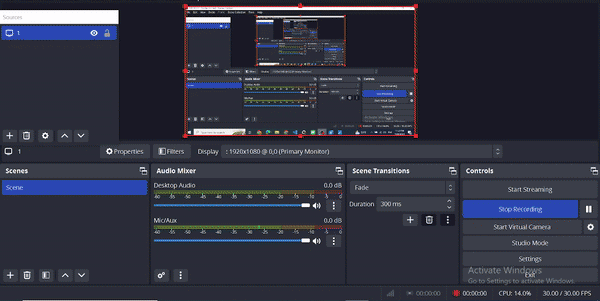 Sources
1
1
Properties
Filters
Display
: 1920x1080 @ 0,0 (Primary Monitor)
Scenes
Audio Mixer
Scene Transitions
Controls
Scene
Desktop Audio
0.0 dB
-60 -55 -50 -45 -40 -35 -30 -25 -20 -15 -10 -5 0
Mic/Aux
0.0 dB
-60 -55 -50 -45 -40 -35 -30 -25 -20 -15 -10 -5 0
Fade
Duration
300 ms
Start Streaming
Stop Recording
Start Virtual Camera
Studio Mode
Settings
Exit
Activate Windows
Go to Settings to activate Windows.
00:00:00
00:00:00
CPU: 14.0%
30.00 / 30.00 FPS